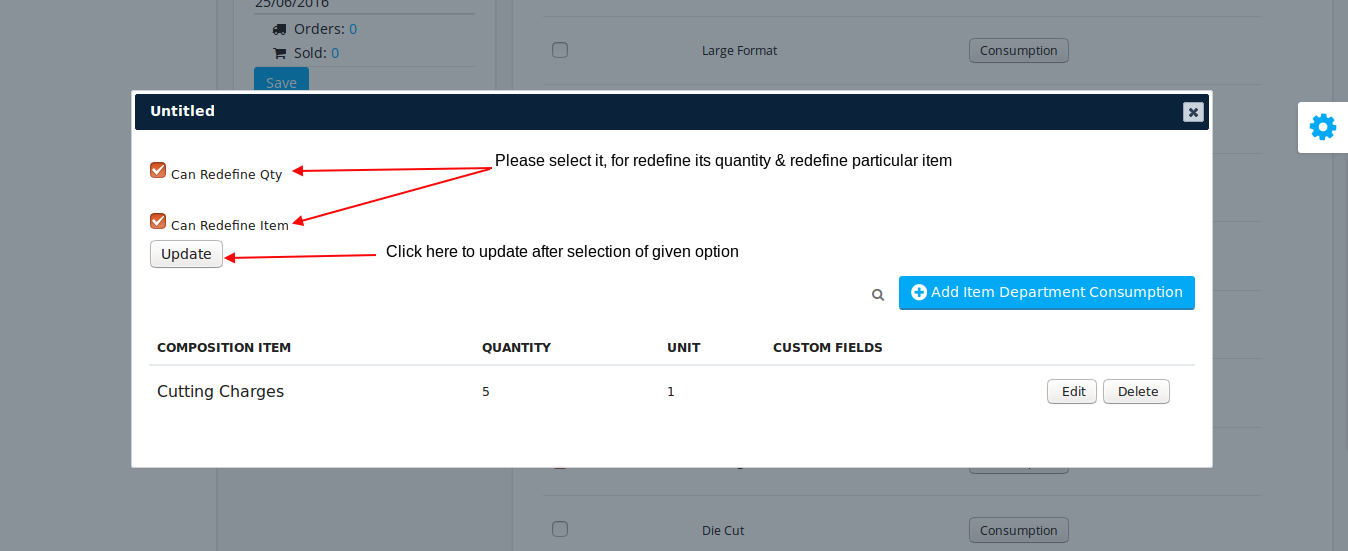 25/06/2016
Orders: 0
Sold: 0
Save
Large Format
Consumption
Untitled
Please select it, for redefine its quantity & redefine particular item
Can Redefine Qty
Can Redefine Item
Update
Click here to update after selection of given option
Add Item Department Consumption
COMPOSITION ITEM QUANTITY UNIT CUSTOM FIELDS
Cutting Charges 5 1 Edit Delete
Die Cut Consumption